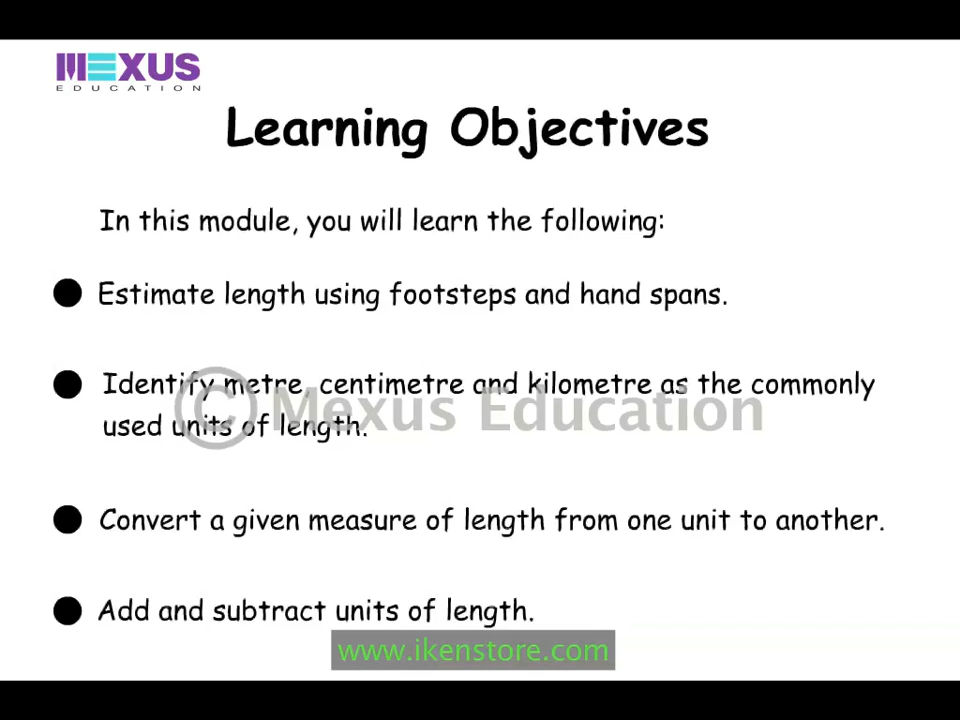 MEXUS
EDUCATION
Learning Objectives
In this module, you will learn the following:
Estimate length using footsteps and hand spans.
Identify metre, centimetre and kilometre as the commonly
used units of length.
© Mexus Education
Convert a given measure of length from one unit to another.
Add and subtract units of length.
www.ikenstore.com